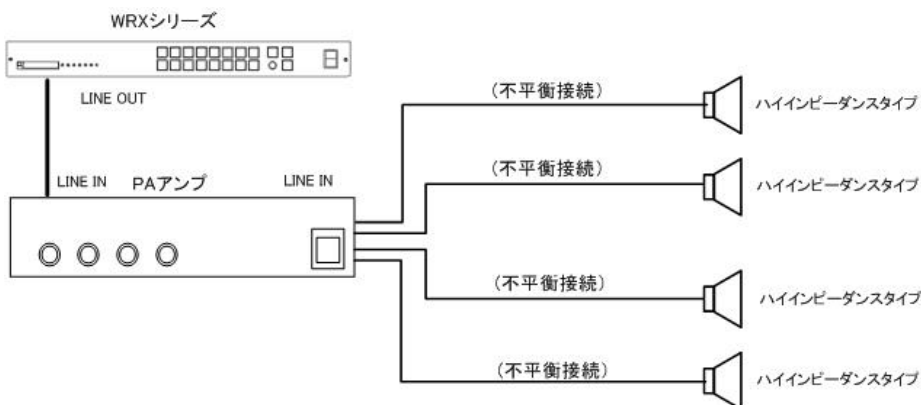 WRXシリーズ
LINE OUT
(不平衡接続)
ハイインピーダンスタイプ
(不平衡接続)
ハイインピーダンスタイプ
LINE IN
PAアンプ
LINE IN
(不平衡接続)
ハイインピーダンスタイプ
(不平衡接続)
ハイインピーダンスタイプ